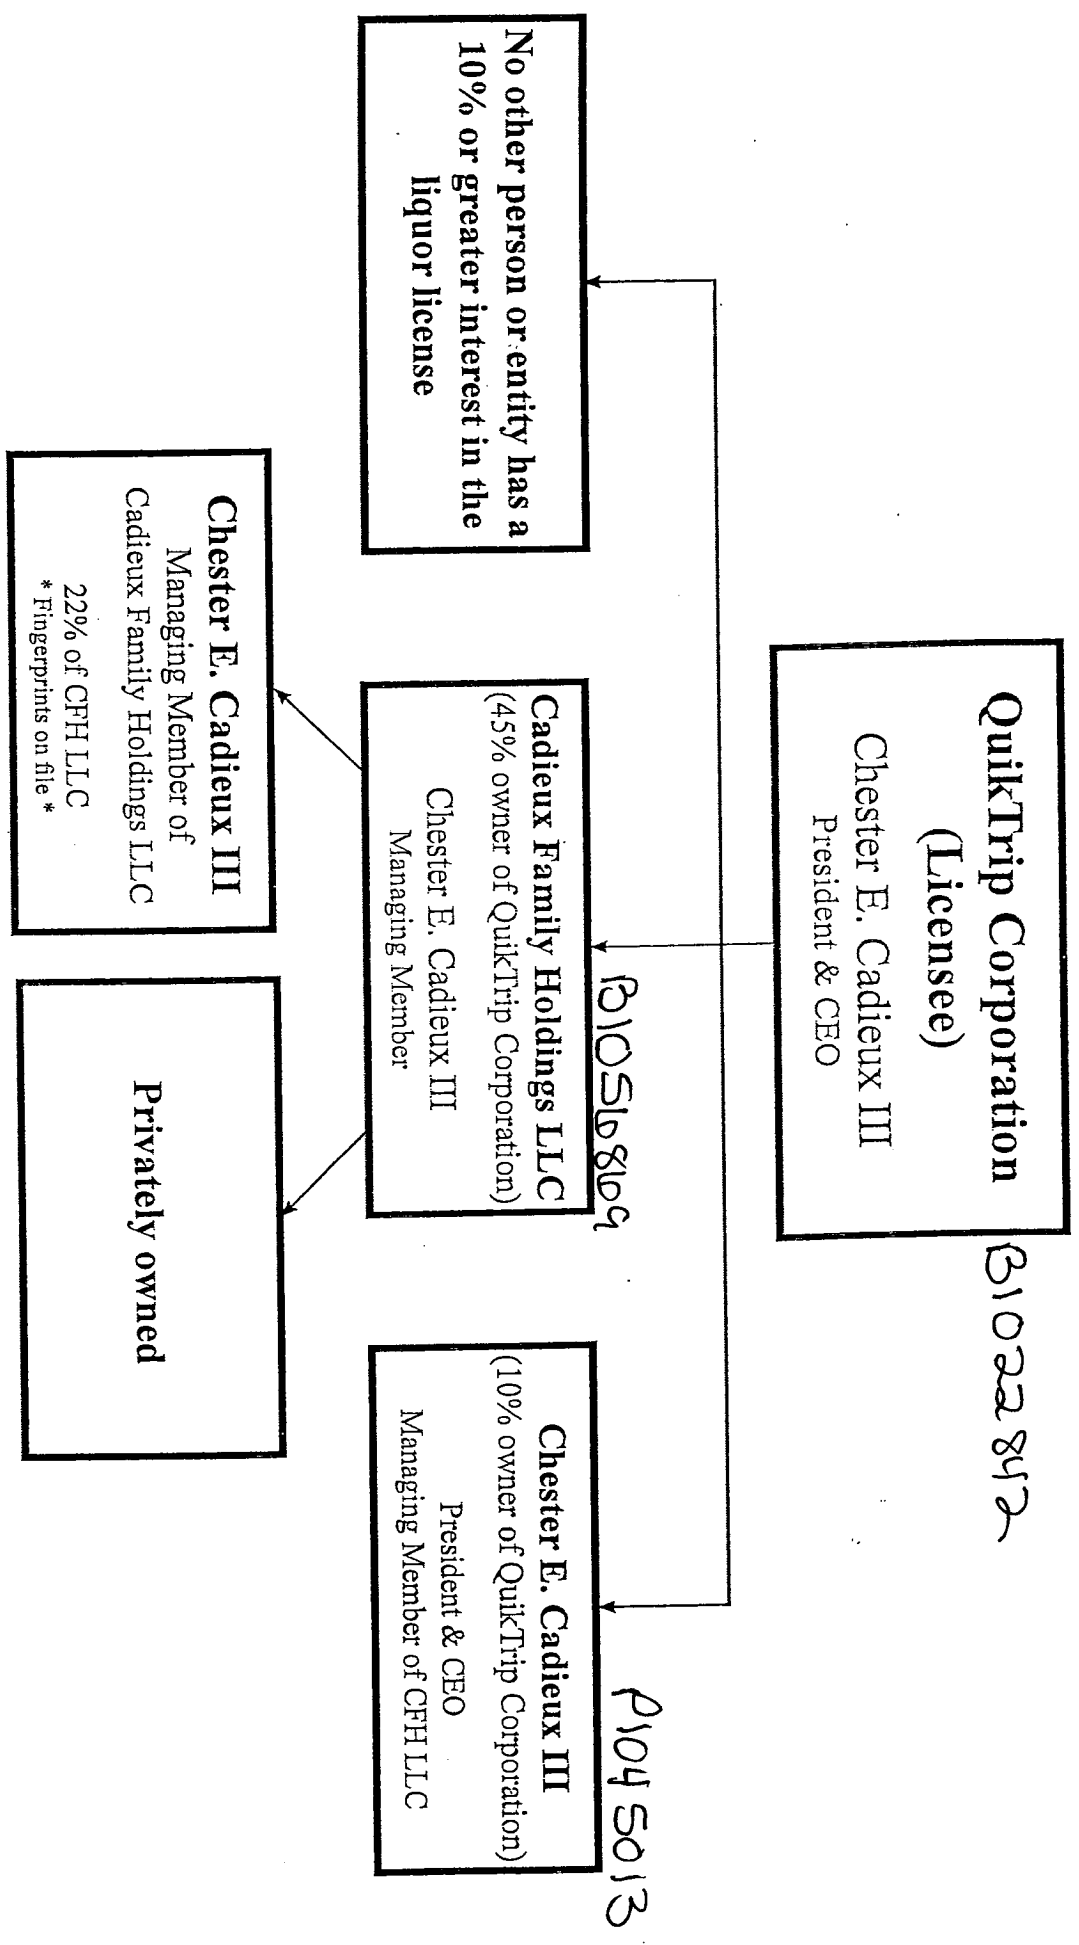 QuikTrip Corporation
(Licensee)
Chester E. Cadieux III
President & CEO
B1022842
No other person or entity has a
10% or greater interest in the
liquor license
B1056869
Cadieux Family Holdings LLC
(45% owner of QuikTrip Corporation)
Chester E. Cadieux III
Managing Member
P1045013
Chester E. Cadieux III
(10% owner of QuikTrip Corporation)
President & CEO
Managing Member of CFH LLC
Chester E. Cadieux III
Managing Member of
Cadieux Family Holdings LLC
22% of CFH LLC
* Fingerprints on file *
Privately owned